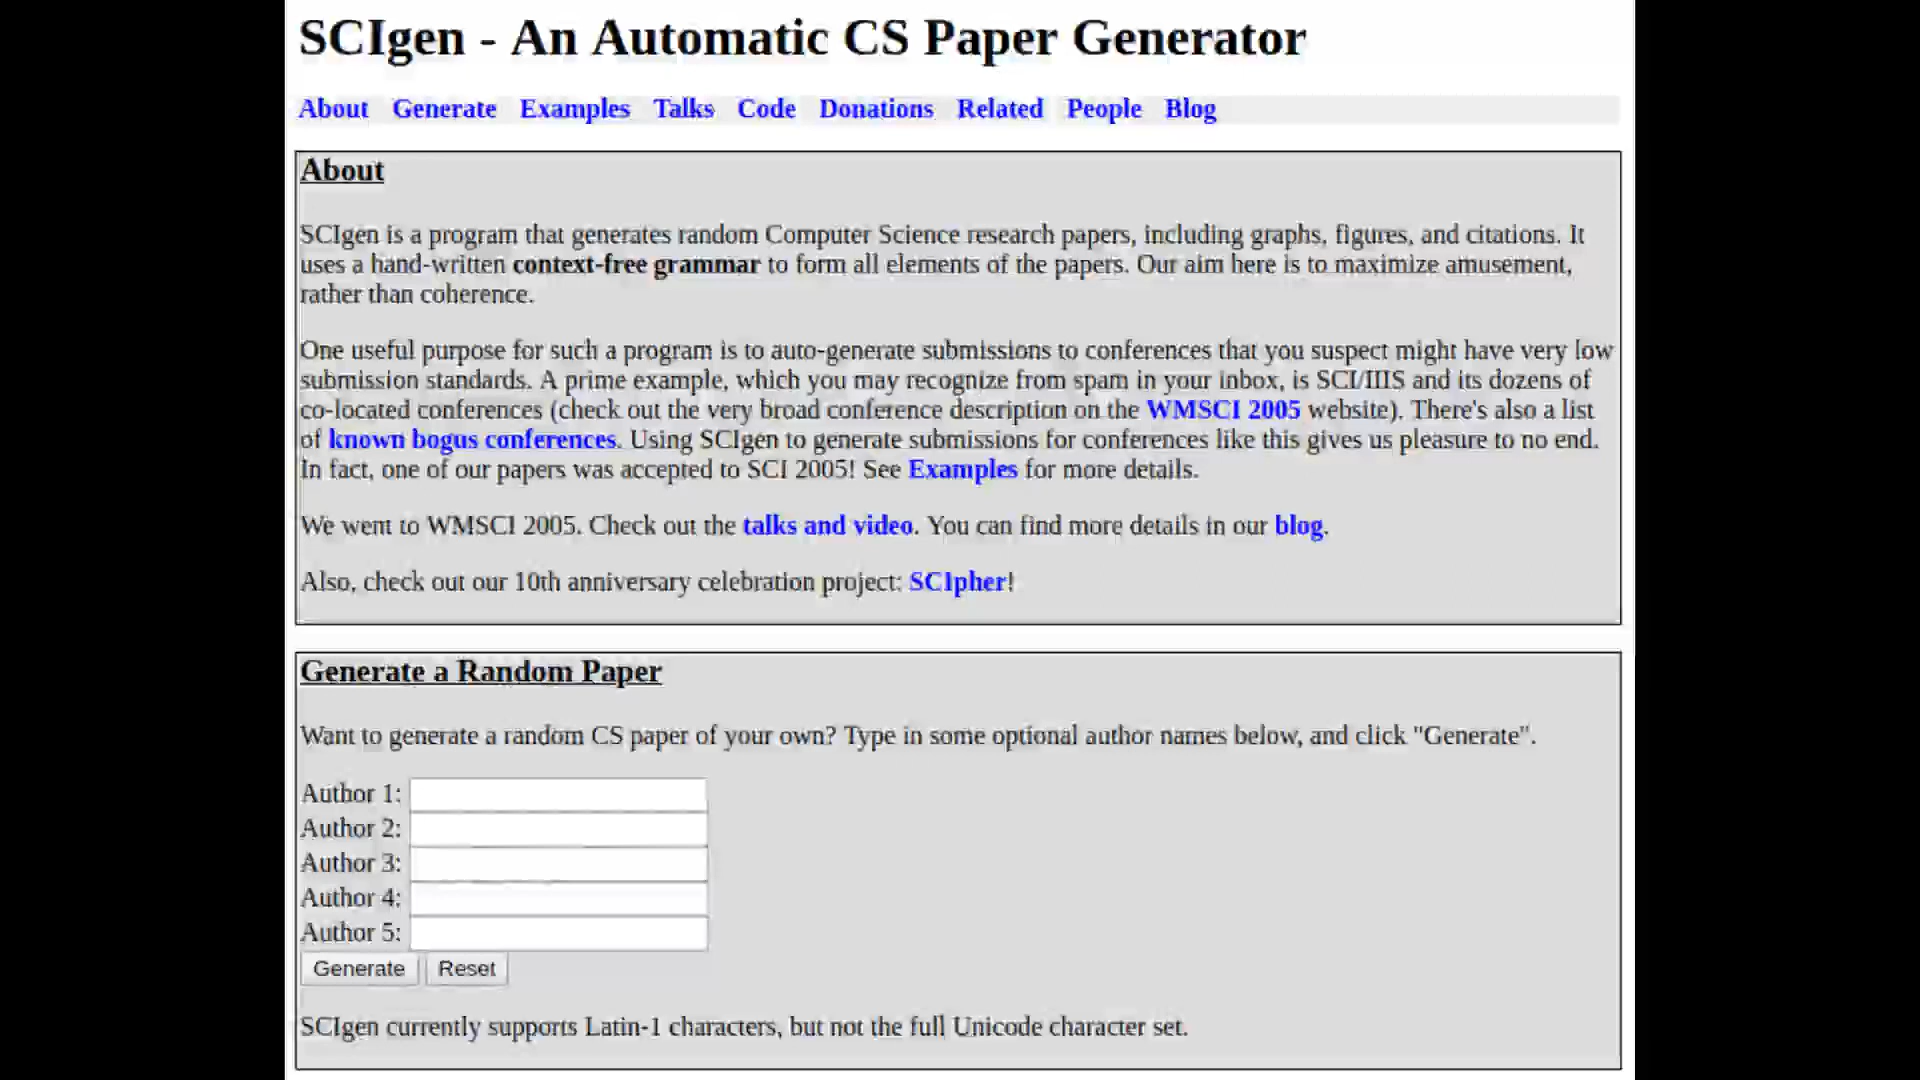 SCIgen - An Automatic CS Paper Generator
About Generate Examples Talks Code Donations Related People Blog
About
SCIgen is a program that generates random Computer Science research papers, including graphs, figures, and citations. It
uses a hand-written context-free grammar to form all elements of the papers. Our aim here is to maximize amusement,
rather than coherence.
One useful purpose for such a program is to auto-generate submissions to conferences that you suspect might have very low
submission standards. A prime example, which you may recognize from spam in your inbox, is SCI/IIIS and its dozens of
co-located conferences (check out the very broad conference description on the WMSCI 2005 website). There's also a list
of known bogus conferences. Using SCIgen to generate submissions for conferences like this gives us pleasure to no end.
In fact, one of our papers was accepted to SCI 2005! See Examples for more details.
We went to WMSCI 2005. Check out the talks and video. You can find more details in our blog.
Also, check out our 10th anniversary celebration project: SCIpher!
Generate a Random Paper
Want to generate a random CS paper of your own? Type in some optional author names below, and click "Generate".
Author 1:
Author 2:
Author 3:
Author 4:
Author 5:
Generate Reset
SCIgen currently supports Latin-1 characters, but not the full Unicode character set.